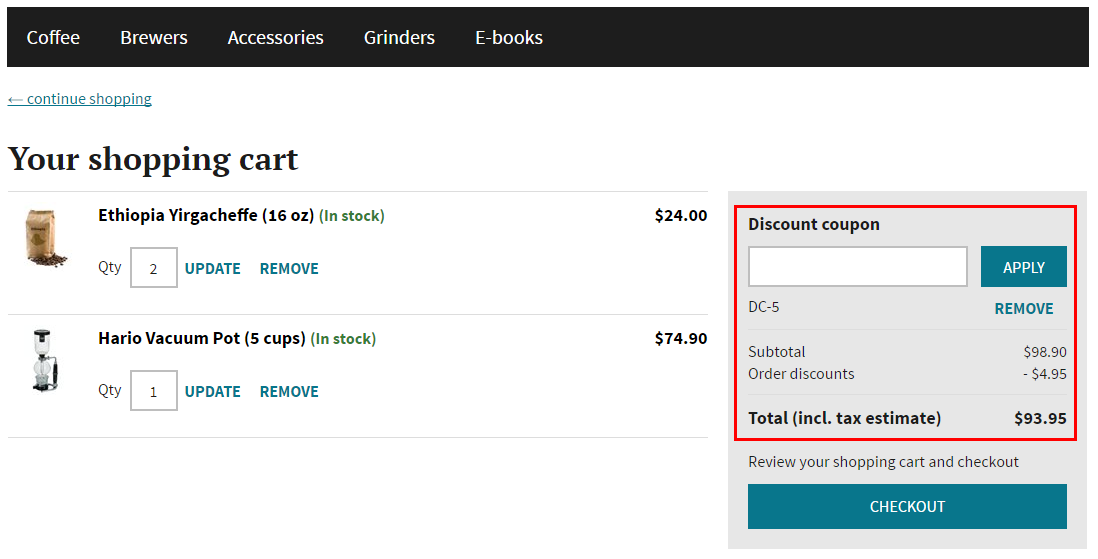 Coffee Brewers Accessories Grinders E-books
← continue shopping
Your shopping cart
Ethiopia Yirgacheffe (16 oz) (In stock) $24.00
Qty 2 UPDATE REMOVE
Hario Vacuum Pot (5 cups) (In stock) $74.90
Qty 1 UPDATE REMOVE
Discount coupon
APPLY
DC-5 REMOVE
Subtotal $98.90
Order discounts - $4.95
Total (incl. tax estimate) $93.95
Review your shopping cart and checkout
CHECKOUT